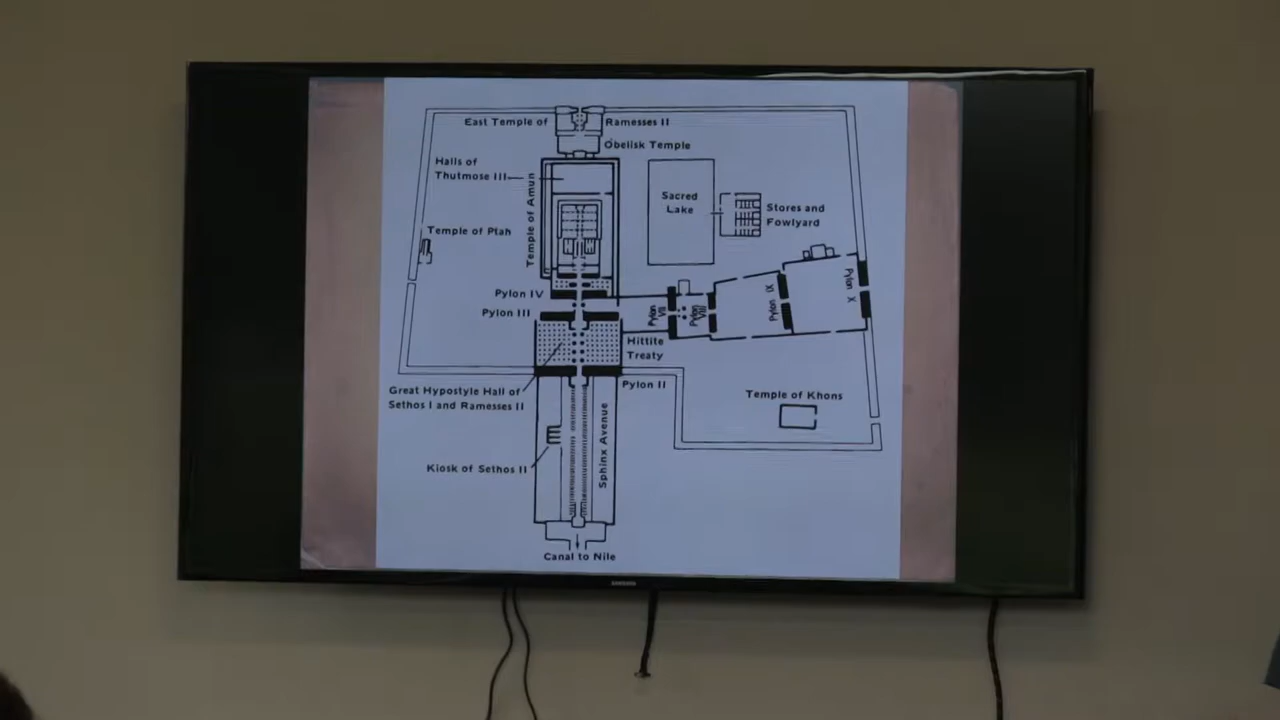 East Temple of Ramesses II
Obelisk Temple
Halls of
Thutmose III
Temple of Amun
Sacred
Lake
Stores and
Fowlyard
Temple of Ptah
Pylon IV
Pylon III
Pylon VII
Pylon VIII
Pylon IX
Pylon X
Hittite
Treaty
Pylon II
Great Hypostyle Hall of
Sethos I and Ramesses II
Temple of Khons
Kiosk of Sethos II
Sphinx Avenue
Canal to Nile
SAMSUNG